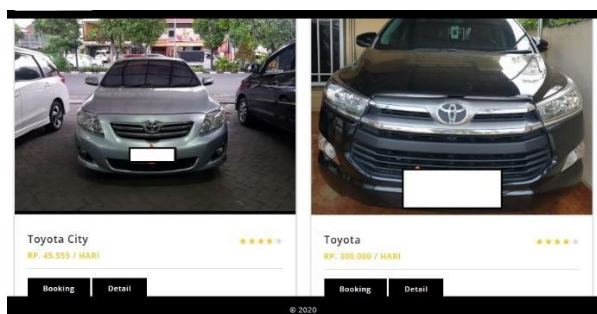 Toyota City
RP. 45.555 / HARI
Booking
Detail
Toyota
RP. 300.000 / HARI
Booking
Detail
© 2020